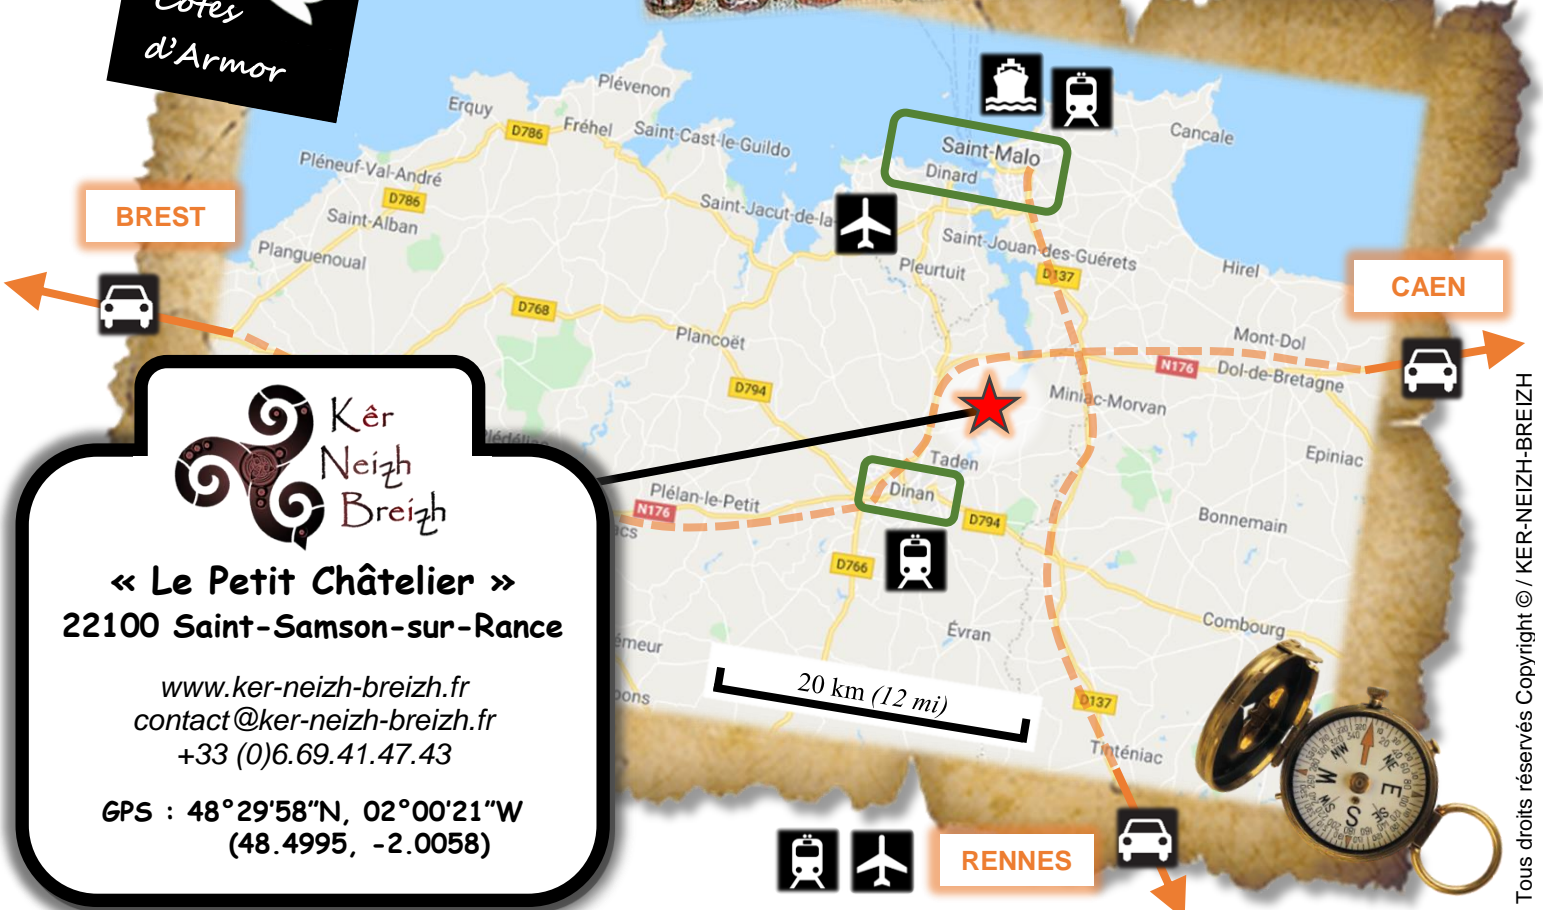 Côtes
d'Armor
Plévenon
Erquy
D786
Fréhel
Saint-Cast-le-Guildo
Saint-Malo
Dinard
Cancale
Pléneuf-Val-André
D786
Saint-Alban
Saint-Jacut-de-la-
BREST
Planguenoual
Saint-Jouan-des-Guérets
Pleurtuit
D137
Hirel
CAEN
D768
Plancoët
Mont-Dol
N176
Dol-de-Bretagne
D794
Miniac-Morvan
Taden
Epiniac
Plélan-le-Petit
N176
Dinan
D794
Bonnemain
D766
Évran
Combourg
D137
Tinténiac
20 km (12 mi)
Kêr
Neizh
Breizh
« Le Petit Châtelier »
22100 Saint-Samson-sur-Rance
www.ker-neizh-breizh.fr
contact@ker-neizh-breizh.fr
+33 (0)6.69.41.47.43
GPS : 48°29'58"N, 02°00'21"W
(48.4995, -2.0058)
RENNES
NW
NE
W
E
SW
S
SE
Tous droits réservés Copyright © / KER-NEIZH-BREIZH